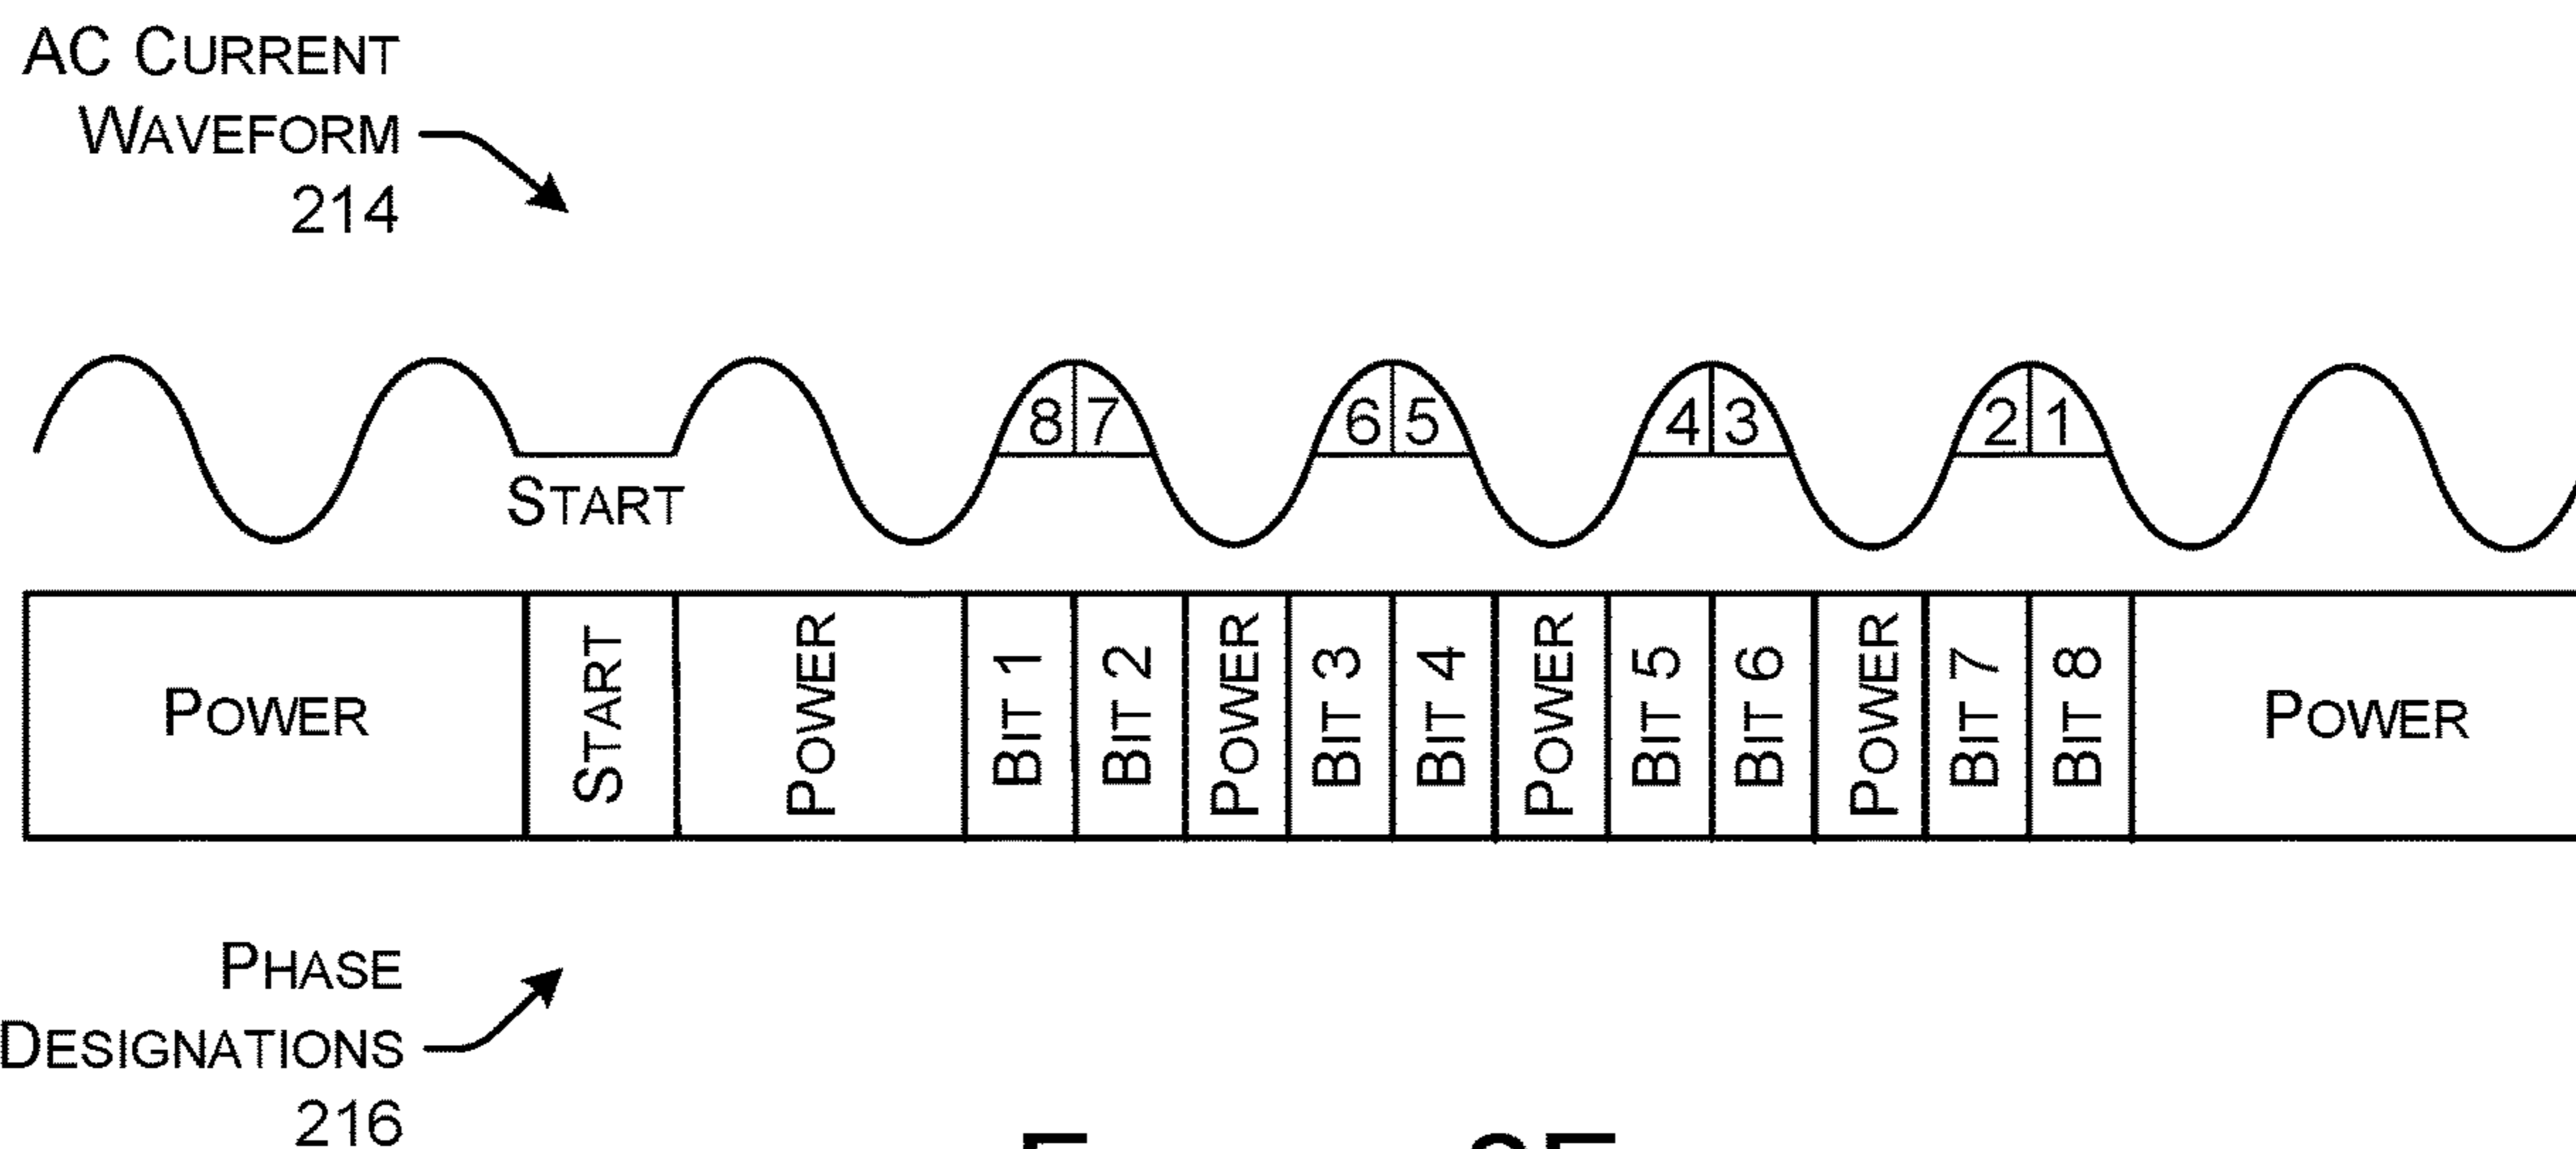 AC CURRENT
WAVEFORM
214
8 7 6 5 4 3 2 1
START
POWER START POWER BIT 1 BIT 2 POWER BIT 3 BIT 4 POWER BIT 5 BIT 6 POWER BIT 7 BIT 8 POWER
PHASE
DESIGNATIONS
216